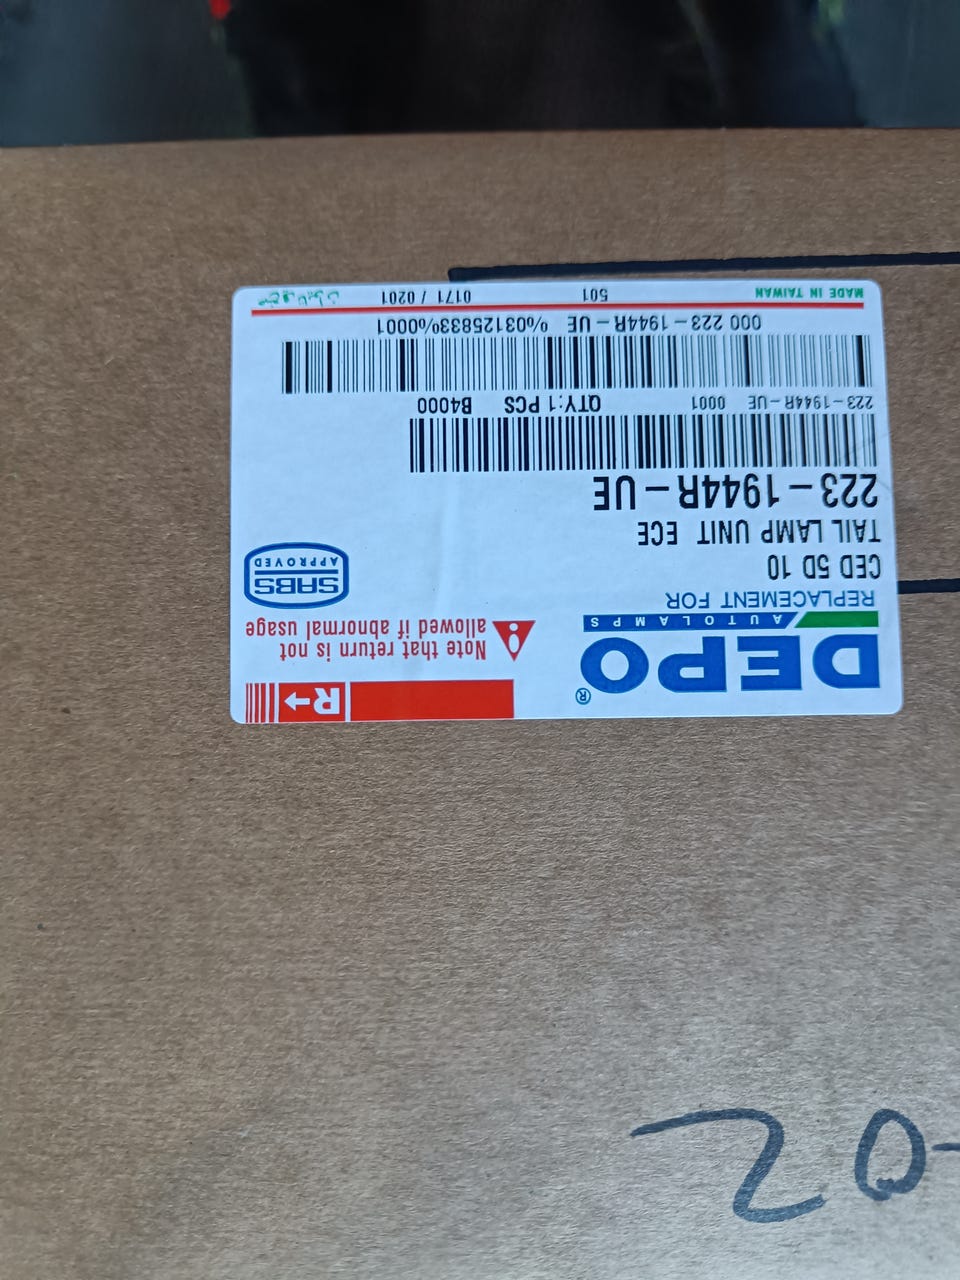 DEPO®
AUTOLAMPS
R→
Note that return is not
allowed if abnormal usage
REPLACEMENT FOR
CED 5D 10
TAIL LAMP UNIT ECE
SABS
APPROVED
223-1944R-UE
223-1944R-UE 0001 QTY:1 PCS B4000
000 223-1944R-UE %03125833%0001
MADE IN TAIWAN 501 0171 / 0201
20-